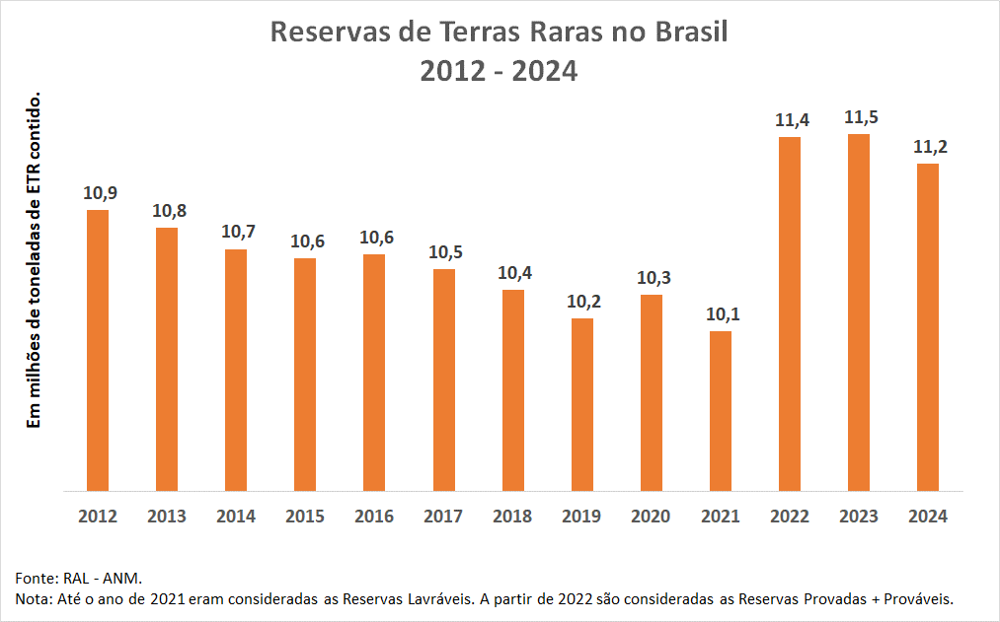 Reservas de Terras Raras no Brasil
2012 - 2024
Em milhões de toneladas de ETR contido.
10,9
10,8
10,7
10,6
10,6
10,5
10,4
10,2
10,3
10,1
11,4
11,5
11,2
2012 2013 2014 2015 2016 2017 2018 2019 2020 2021 2022 2023 2024
Fonte: RAL - ANM.
Nota: Até o ano de 2021 eram consideradas as Reservas Lavráveis. A partir de 2022 são consideradas as Reservas Provadas + Prováveis.